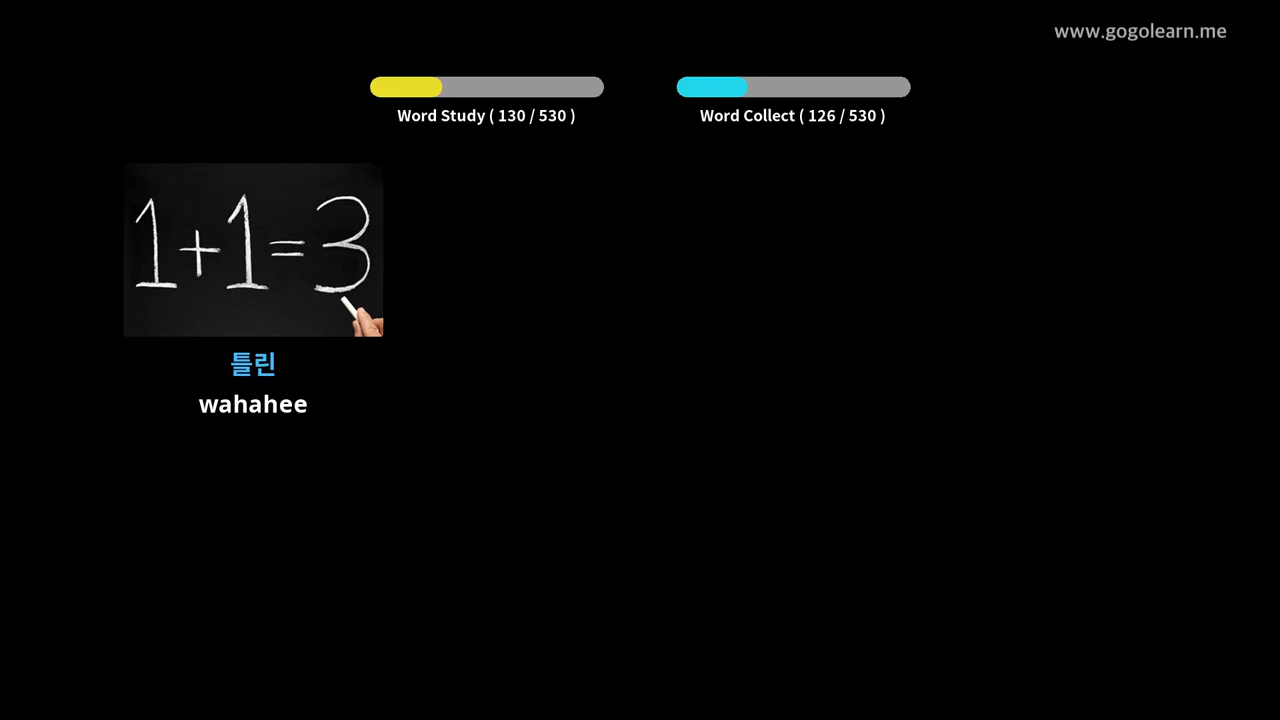 www.gogolearn.me
Word Study ( 130 / 530 )
Word Collect ( 126 / 530 )
1+1=3
틀린
wahahee